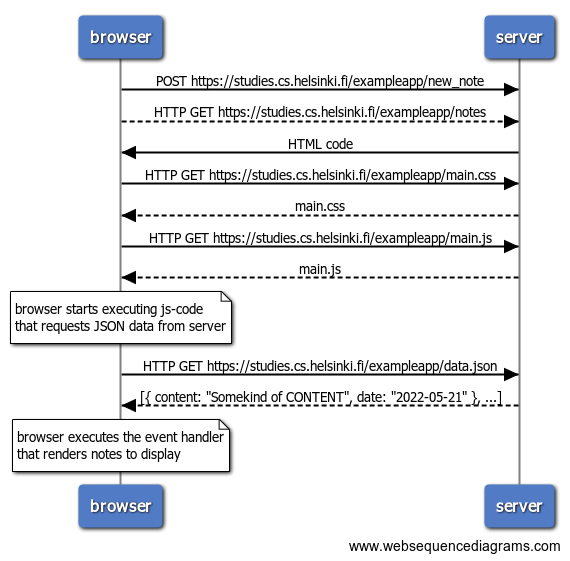 browser server
POST https://studies.cs.helsinki.fi/exampleapp/new_note
HTTP GET https://studies.cs.helsinki.fi/exampleapp/notes
HTML code
HTTP GET https://studies.cs.helsinki.fi/exampleapp/main.css
main.css
HTTP GET https://studies.cs.helsinki.fi/exampleapp/main.js
main.js
browser starts executing js-code
that requests JSON data from server
HTTP GET https://studies.cs.helsinki.fi/exampleapp/data.json
[{ content: "Somekind of CONTENT", date: "2022-05-21" }, ...]
browser executes the event handler
that renders notes to display
browser server
www.websequencediagrams.com